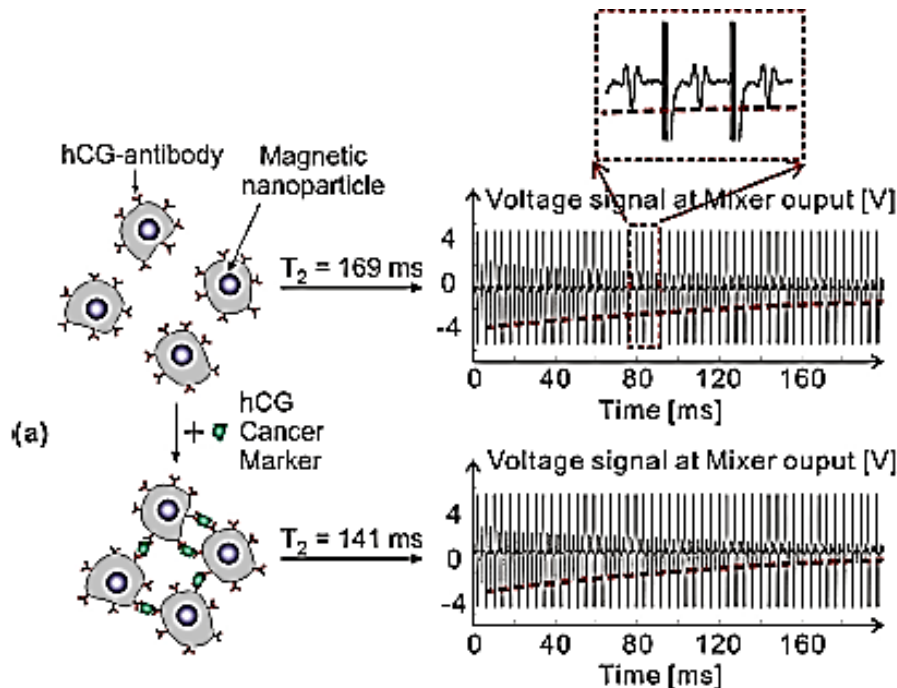 hCG-antibody
Magnetic
nanoparticle
T2 = 169 ms
Voltage signal at Mixer ouput [V]
4
0
-4
0 40 80 120 160
Time [ms]
(a)
+ hCG
Cancer
Marker
T2 = 141 ms
Voltage signal at Mixer ouput [V]
4
0
-4
0 40 80 120 160
Time [ms]